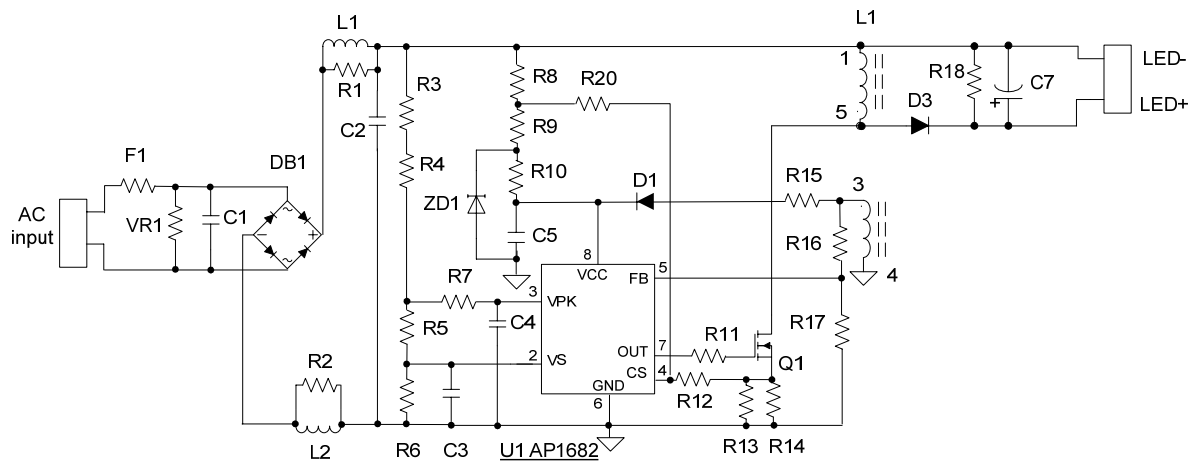 L1
L1
R1
R3
R8
R20
1
R18
C7
LED-
LED+
C2
R9
5
D3
F1
DB1
R4
R10
D1
R15
3
AC
input
VR1
C1
~
-
+
~
ZD1
C5
R16
4
8
VCC
5
FB
R7
3
VPK
C4
R5
R17
2
VS
R11
OUT
7
Q1
CS
4
R2
GND
6
R12
L2
R6
C3
U1 AP1682
R13
R14
+